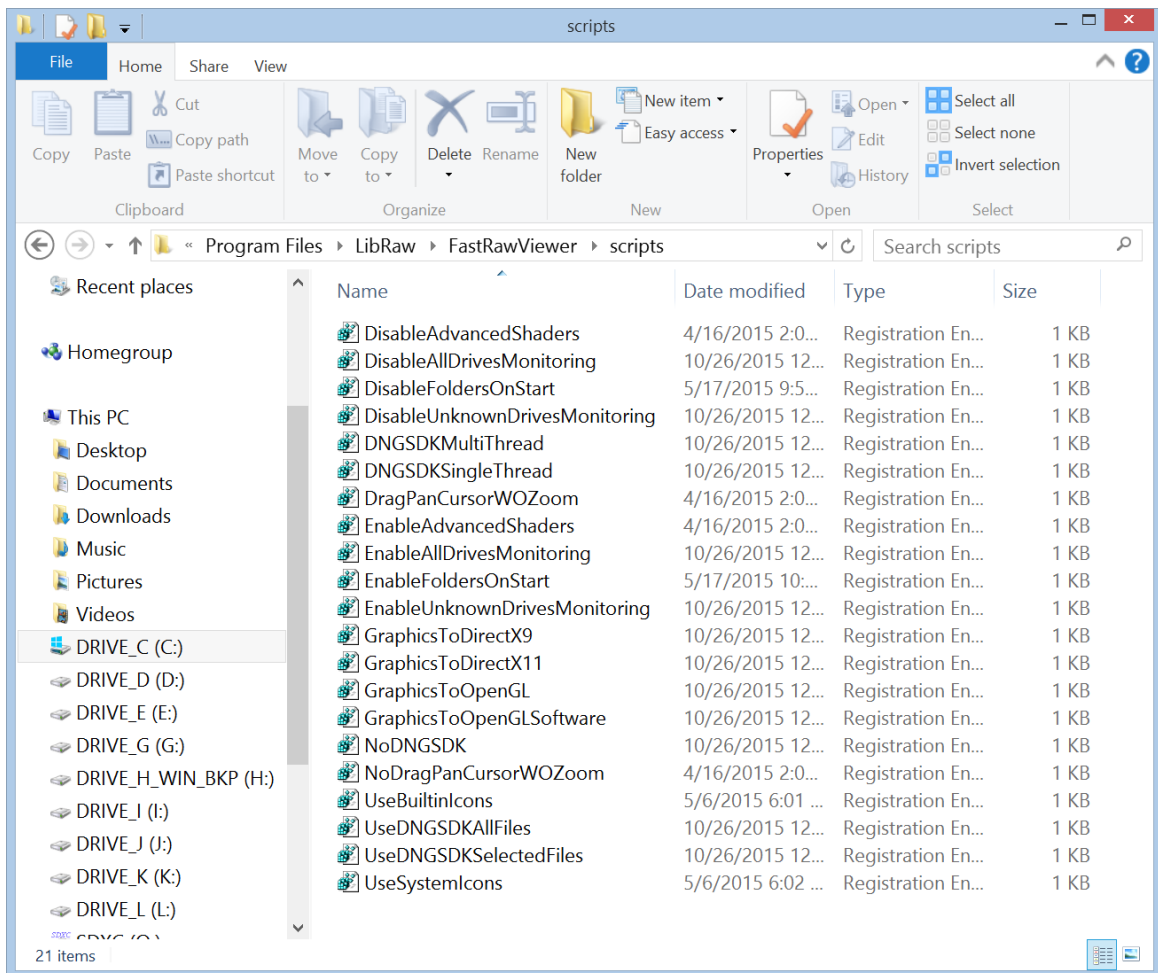 scripts
File Home Share View
Copy
Paste
Cut
Copy path
Paste shortcut
Clipboard
Move to
Copy to
Delete
Rename
Organize
New folder
New item
Easy access
New
Properties
Open
Edit
History
Open
Select all
Select none
Invert selection
Select
« Program Files LibRaw FastRawViewer scripts
Search scripts
Recent places
Homegroup
This PC
Desktop
Documents
Downloads
Music
Pictures
Videos
DRIVE_C (C:)
DRIVE_D (D:)
DRIVE_E (E:)
DRIVE_G (G:)
DRIVE_H_WIN_BKP (H:)
DRIVE_I (I:)
DRIVE_J (J:)
DRIVE_K (K:)
DRIVE_L (L:)
Name Date modified Type Size
DisableAdvancedShaders 4/16/2015 2:0... Registration En... 1 KB
DisableAllDrivesMonitoring 10/26/2015 12... Registration En... 1 KB
DisableFoldersOnStart 5/17/2015 9:5... Registration En... 1 KB
DisableUnknownDrivesMonitoring 10/26/2015 12... Registration En... 1 KB
DNGSDKMultiThread 10/26/2015 12... Registration En... 1 KB
DNGSDKSingleThread 10/26/2015 12... Registration En... 1 KB
DragPanCursorWOZoom 4/16/2015 2:0... Registration En... 1 KB
EnableAdvancedShaders 4/16/2015 2:0... Registration En... 1 KB
EnableAllDrivesMonitoring 10/26/2015 12... Registration En... 1 KB
EnableFoldersOnStart 5/17/2015 10:... Registration En... 1 KB
EnableUnknownDrivesMonitoring 10/26/2015 12... Registration En... 1 KB
GraphicsToDirectX9 10/26/2015 12... Registration En... 1 KB
GraphicsToDirectX11 10/26/2015 12... Registration En... 1 KB
GraphicsToOpenGL 10/26/2015 12... Registration En... 1 KB
GraphicsToOpenGLSoftware 10/26/2015 12... Registration En... 1 KB
NoDNGSDK 10/26/2015 12... Registration En... 1 KB
NoDragPanCursorWOZoom 4/16/2015 2:0... Registration En... 1 KB
UseBuiltinIcons 5/6/2015 6:01 ... Registration En... 1 KB
UseDNGSDKAllFiles 10/26/2015 12... Registration En... 1 KB
UseDNGSDKSelectedFiles 10/26/2015 12... Registration En... 1 KB
UseSystemIcons 5/6/2015 6:02 ... Registration En... 1 KB
21 items